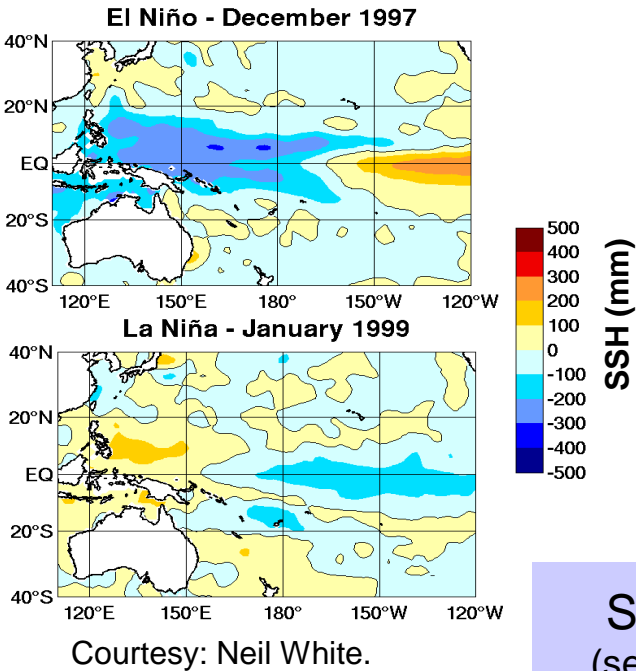 El Niño - December 1997
40°N
20°N
EQ
20°S
40°S
120°E 150°E 180° 150°W 120°W
La Niña - January 1999
40°N
20°N
EQ
20°S
40°S
120°E 150°E 180° 150°W 120°W
500
400
300
200
100
0
-100
-200
-300
-400
-500
SSH (mm)
Courtesy: Neil White.
S
(se